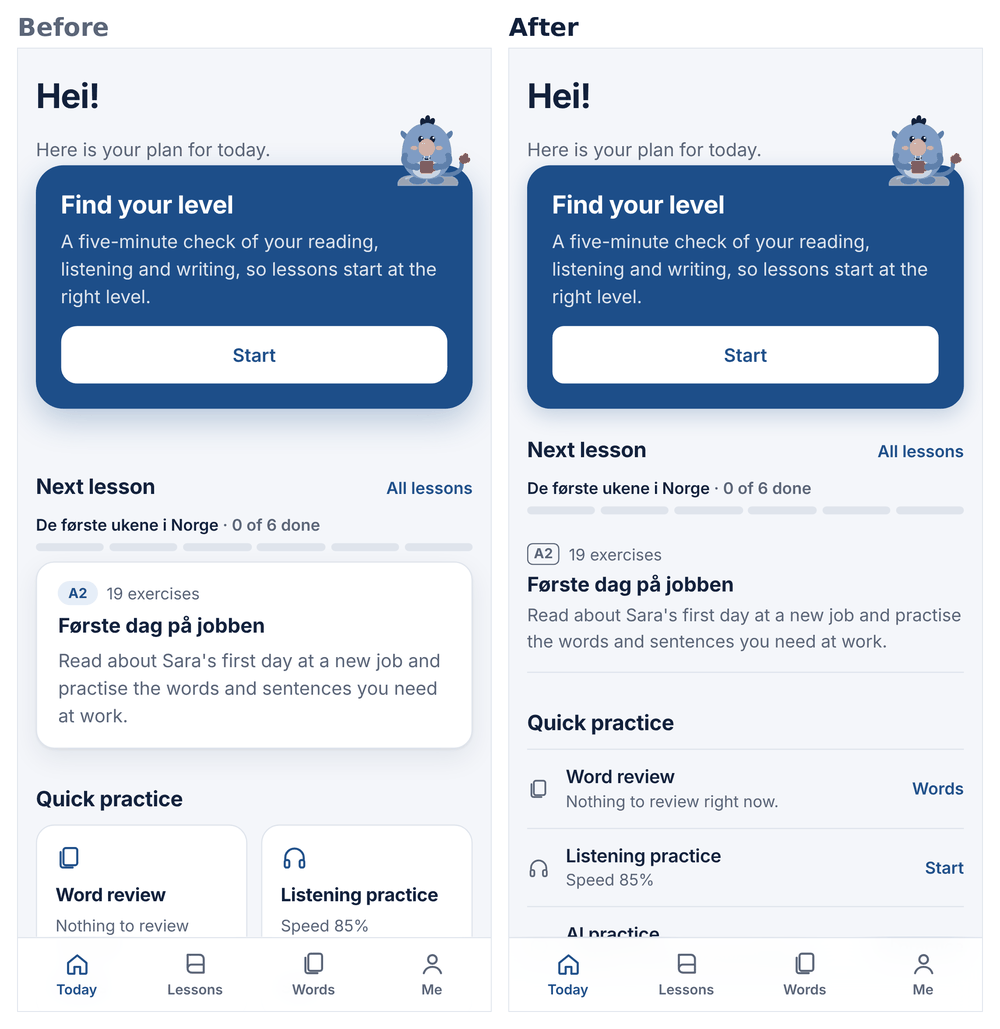 Before
Hei!
Here is your plan for today.
Find your level
A five-minute check of your reading,
listening and writing, so lessons start at the
right level.
Start
Next lesson
All lessons
De første ukene i Norge · 0 of 6 done
A2 19 exercises
Første dag på jobben
Read about Sara's first day at a new job and
practise the words and sentences you need
at work.
Quick practice
Word review
Nothing to review
Listening practice
Speed 85%
Today
Lessons
Words
Me
After
Hei!
Here is your plan for today.
Find your level
A five-minute check of your reading,
listening and writing, so lessons start at the
right level.
Start
Next lesson
All lessons
De første ukene i Norge · 0 of 6 done
A2 19 exercises
Første dag på jobben
Read about Sara's first day at a new job and practise
the words and sentences you need at work.
Quick practice
Word review
Nothing to review right now.
Words
Listening practice
Speed 85%
Start
AI practice
Today
Lessons
Words
Me